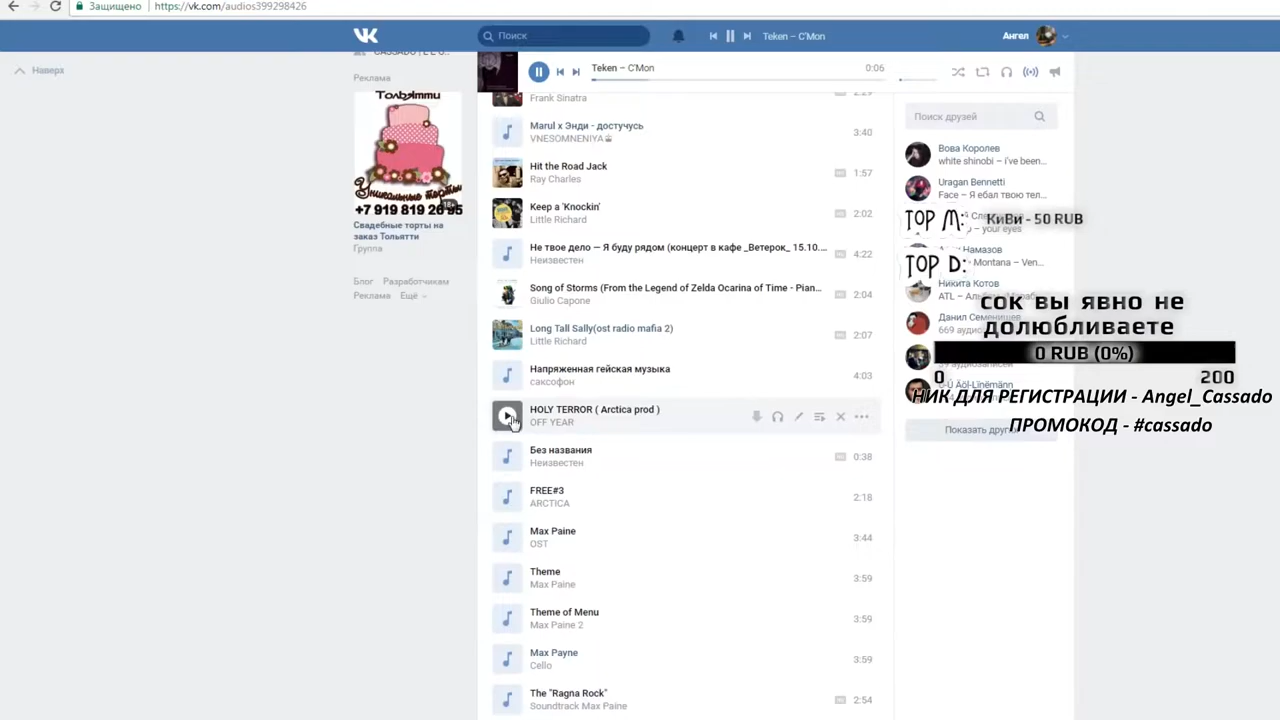 Защищено
https://vk.com/audios399298426
Поиск
Teken – C'Mon
Ангел
Наверх
Реклама
Тольятти
Уникальные торты
+7 919 819 26 95
Свадебные торты на
заказ Тольятти
Группа
Блог Разработчикам
Реклама Ещё
Teken – C'Mon
0:06
Frank Sinatra
2:29
Marul x Энди - достучусь
VNESOMNENIYA
3:40
Hit the Road Jack
Ray Charles
1:57
Keep a 'Knockin'
Little Richard
2:02
Не твое дело — Я буду рядом (концерт в кафе _Ветерок_ 15.10....
Неизвестен
4:22
Song of Storms (From the Legend of Zelda Ocarina of Time - Pian...
Giulio Capone
2:04
Long Tall Sally(ost radio mafia 2)
Little Richard
2:07
Напряженная гейская музыка
саксофон
4:03
HOLY TERROR ( Arctica prod )
OFF YEAR
Без названия
Неизвестен
0:38
FREE#3
ARCTICA
2:18
Max Paine
OST
3:44
Theme
Max Paine
3:59
Theme of Menu
Max Paine 2
3:59
Max Payne
Cello
3:59
The "Ragna Rock"
Soundtrack Max Paine
2:54
Поиск друзей
Вова Королев
white shinobi – i've been...
Uragan Bennetti
Face – Я ебал твою тел...
TOP M:
КиВи - 50 RUB
– your eyes
Намазов
TOP D:
Montana – Ven...
Никита Котов
ATL –
Данил Семенищев
669
сок вы явно не
долюбливаете
0 RUB (0%)
0
200
НИК ДЛЯ РЕГИСТРАЦИИ - Angel_Cassado
ПРОМОКОД - #cassado
Показать